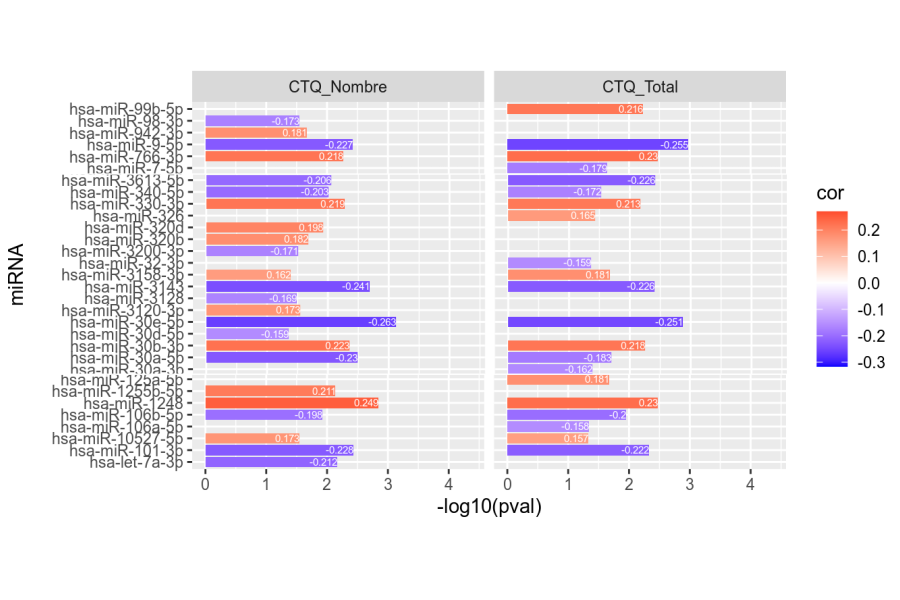 CTQ_Nombre CTQ_Total
hsa-miR-99b-5p 0.216
hsa-miR-98-3p -0.173
hsa-miR-942-3p 0.181
hsa-miR-9-5p -0.227 -0.255
hsa-miR-766-3p 0.218 0.23
hsa-miR-7-5p -0.179
hsa-miR-3613-5p -0.206 -0.226
hsa-miR-340-5p -0.203 -0.172
hsa-miR-330-3p 0.219 0.213
hsa-miR-326 0.165
hsa-miR-320d 0.198
hsa-miR-320b 0.182
hsa-miR-3200-3p -0.171
hsa-miR-32-3p -0.159
hsa-miR-3158-3p 0.162 0.181
hsa-miR-3143 -0.241 -0.226
hsa-miR-3128 -0.169
hsa-miR-3120-3p 0.173
hsa-miR-30e-5p -0.263 -0.251
hsa-miR-30d-5p -0.159
hsa-miR-30b-3p 0.223 0.218
hsa-miR-30a-5p -0.23 -0.183
hsa-miR-30a-3p -0.162
hsa-miR-125a-5p 0.181
hsa-miR-1255b-5p 0.211
hsa-miR-1248 0.249 0.23
hsa-miR-106b-5p -0.198 -0.2
hsa-miR-106a-5p -0.158
hsa-miR-10527-5p 0.173 0.157
hsa-miR-101-3p -0.228 -0.222
hsa-let-7a-3p -0.212
0 1 2 3 4 0 1 2 3 4
-log10(pval)
miRNA
cor
0.2
0.1
0.0
-0.1
-0.2
-0.3